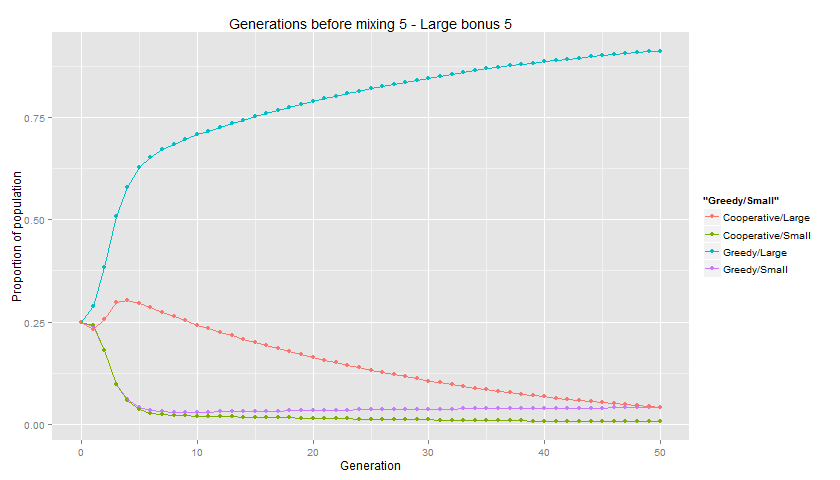 Generations before mixing 5 - Large bonus 5
Proportion of population
0.75
0.50
0.25
0.00
0
10
20
30
40
50
Generation
"Greedy/Small"
Cooperative/Large
Cooperative/Small
Greedy/Large
Greedy/Small